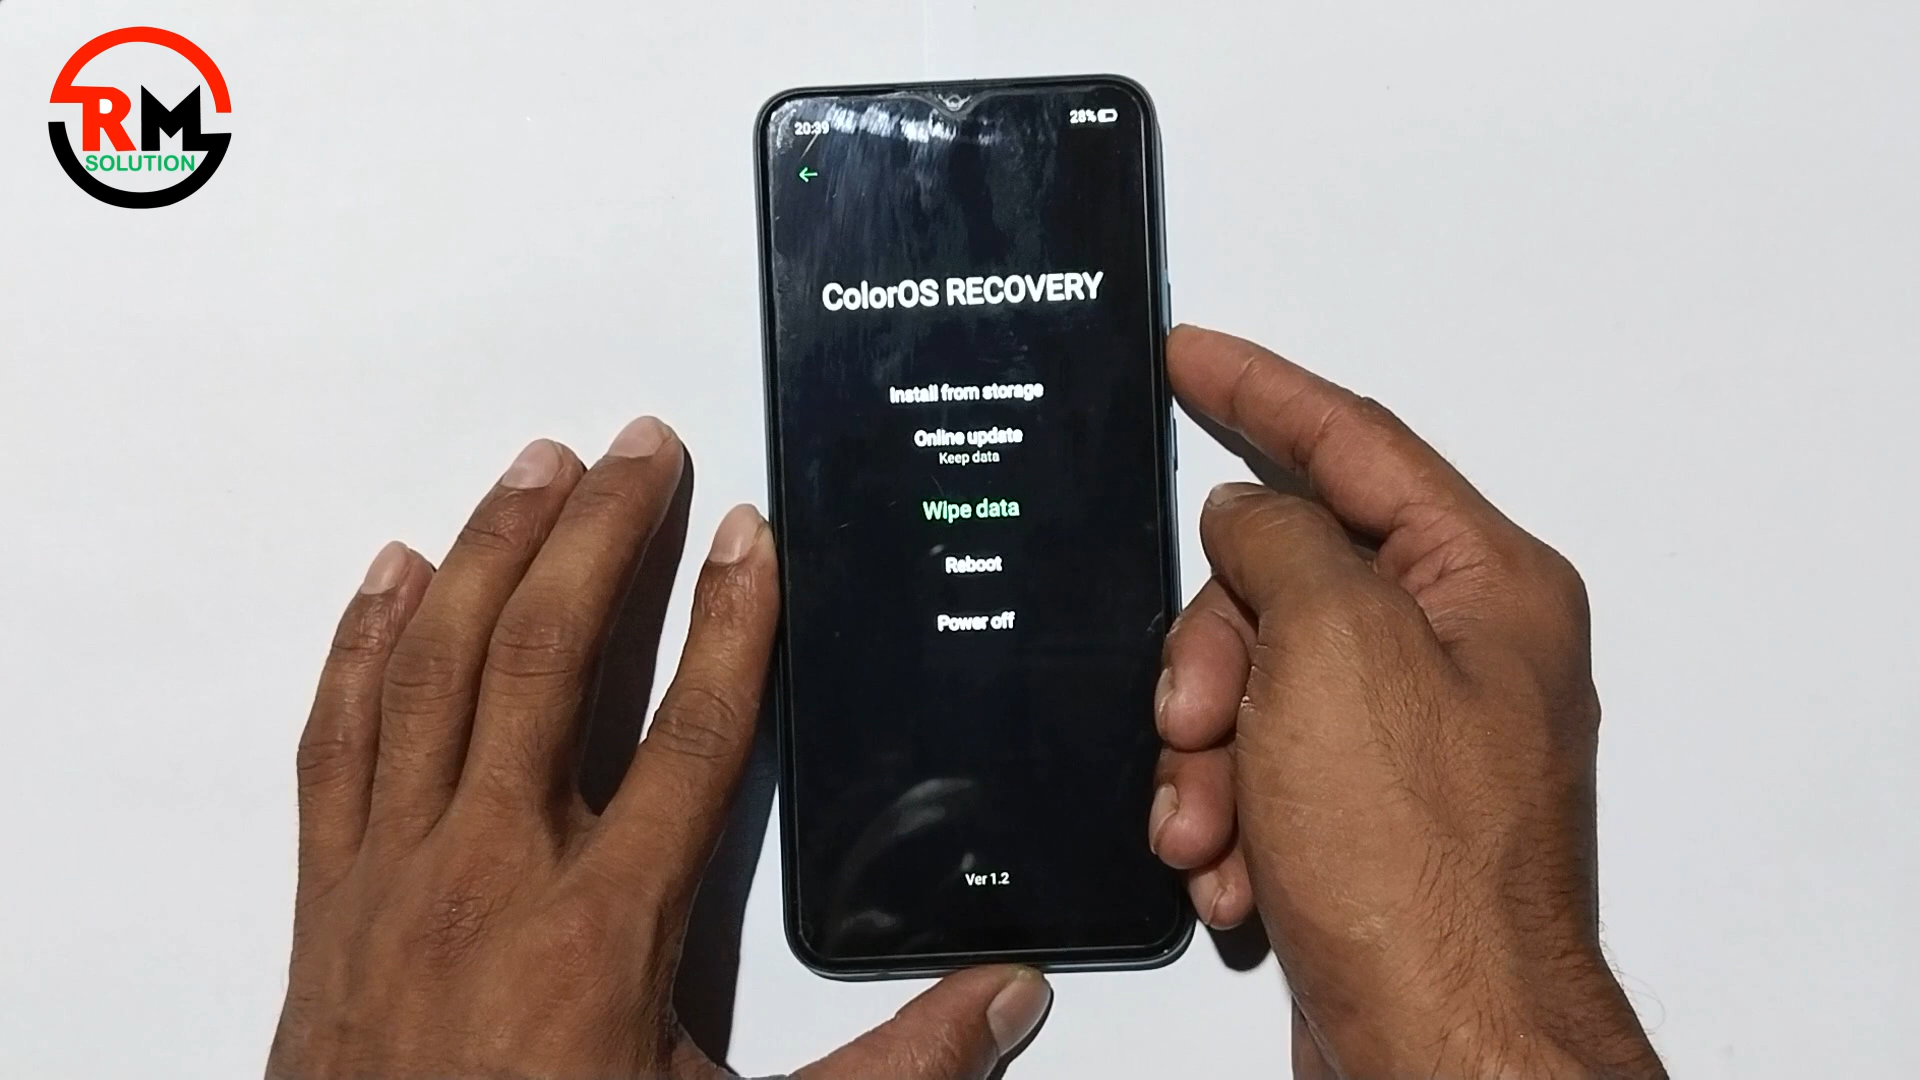 RM
SOLUTION
20:39
28%
ColorOS RECOVERY
Install from storage
Online update
Keep data
Wipe data
Reboot
Power off
Ver 1.2